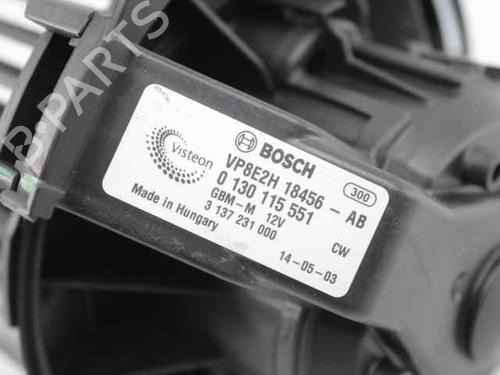 B-PARTS
Visteon
BOSCH
VP8E2H 18456 - AB
0 130 115 551
300
GBM-M 12V
3 137 231 000
CW
Made in Hungary
14-05-03